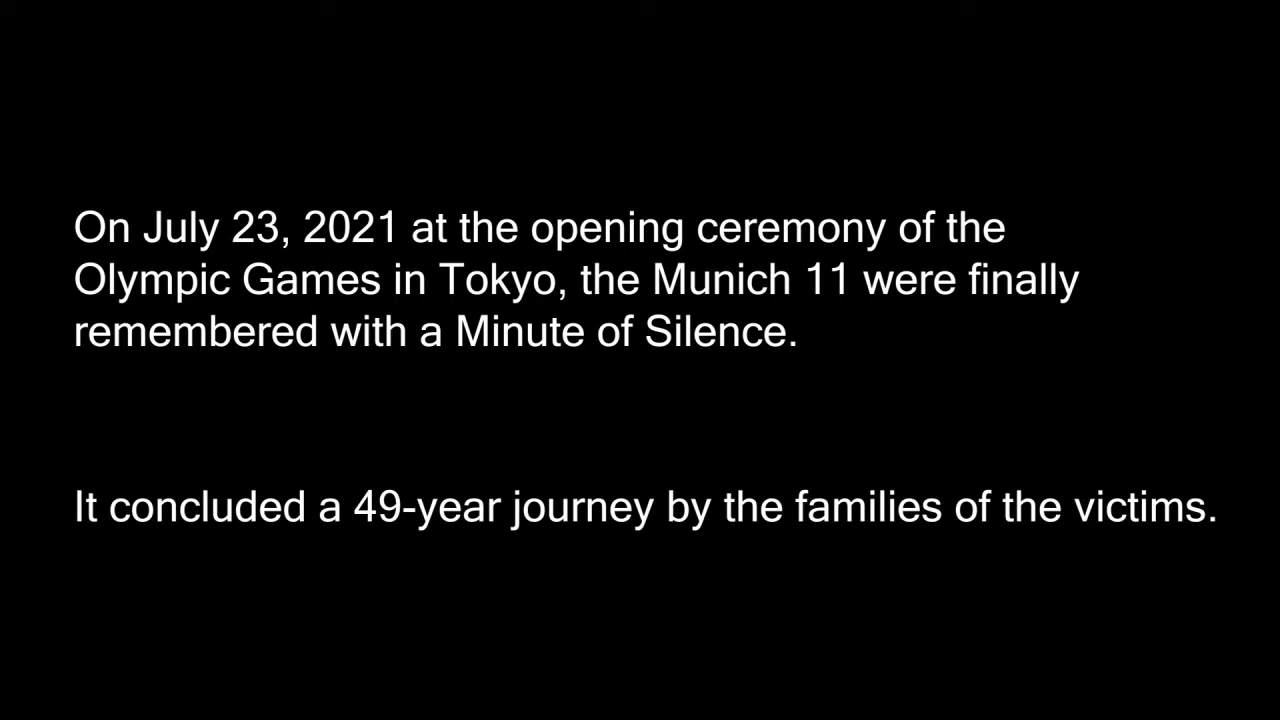 On July 23, 2021 at the opening ceremony of the
Olympic Games in Tokyo, the Munich 11 were finally
remembered with a Minute of Silence.
It concluded a 49-year journey by the families of the victims.